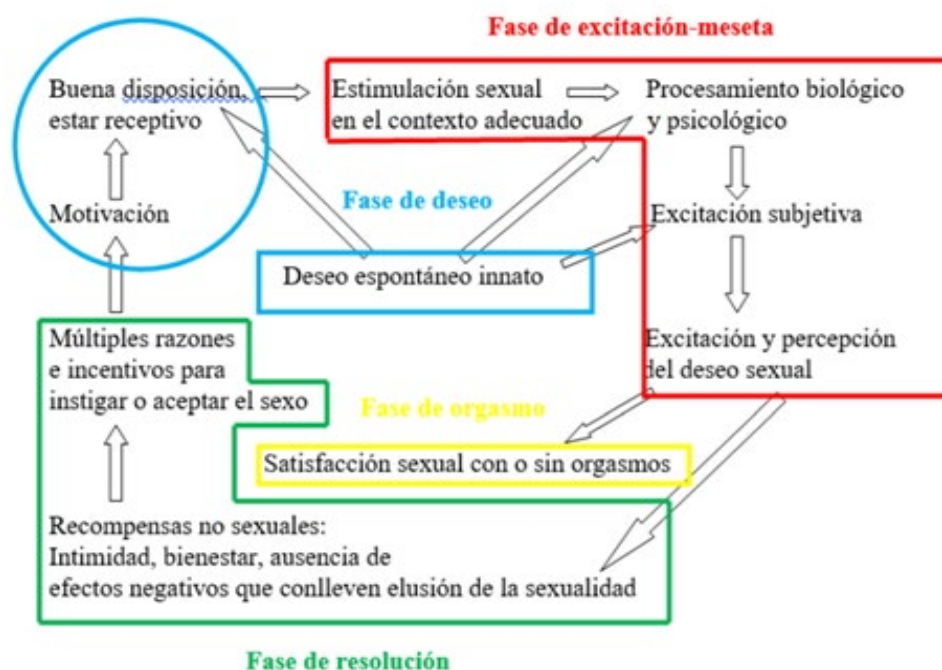 Fase de excitación-meseta
Buena disposición,
estar receptivo
Estimulación sexual
en el contexto adecuado
Procesamiento biológico
y psicológico
Motivación
Fase de deseo
Excitación subjetiva
Deseo espontáneo innato
Múltiples razones
e incentivos para
instigar o aceptar el sexo
Excitación y percepción
del deseo sexual
Fase de orgasmo
Satisfacción sexual con o sin orgasmos
Recompensas no sexuales:
Intimidad, bienestar, ausencia de
efectos negativos que conlleven elusión de la sexualidad
Fase de resolución